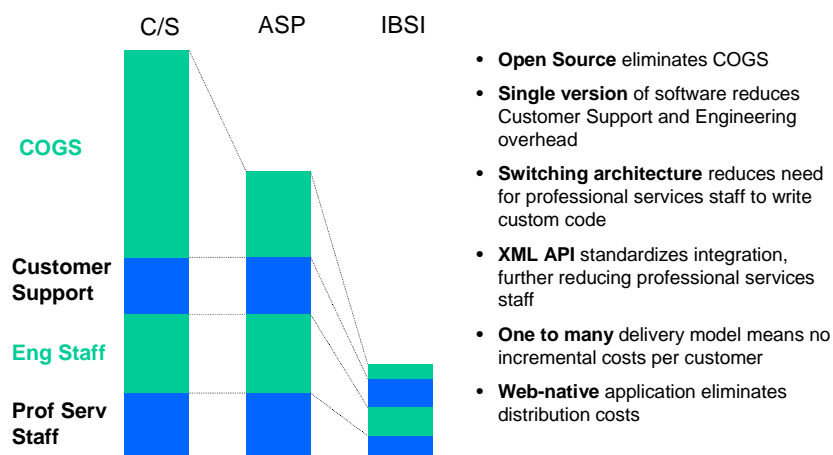 C/S
ASP
IBSI
COGS
Customer
Support
Eng Staff
Prof Serv
Staff
• Open Source eliminates COGS
• Single version of software reduces
Customer Support and Engineering
overhead
• Switching architecture reduces need
for professional services staff to write
custom code
• XML API standardizes integration,
further reducing professional services
staff
• One to many delivery model means no
incremental costs per customer
• Web-native application eliminates
distribution costs